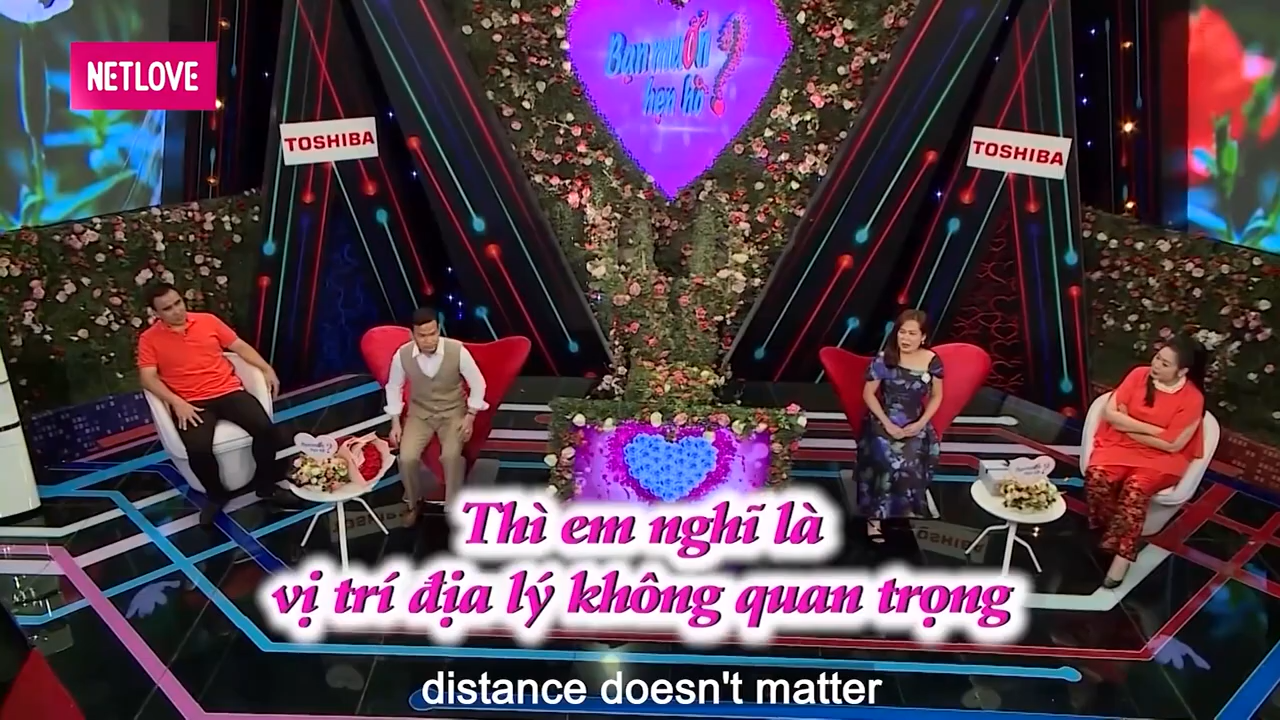 NETLOVE
Bạn muốn
hẹn hò ?
TOSHIBA
TOSHIBA
TOSHIBA
Thì em nghĩ là
vị trí địa lý không quan trọng
distance doesn't matter